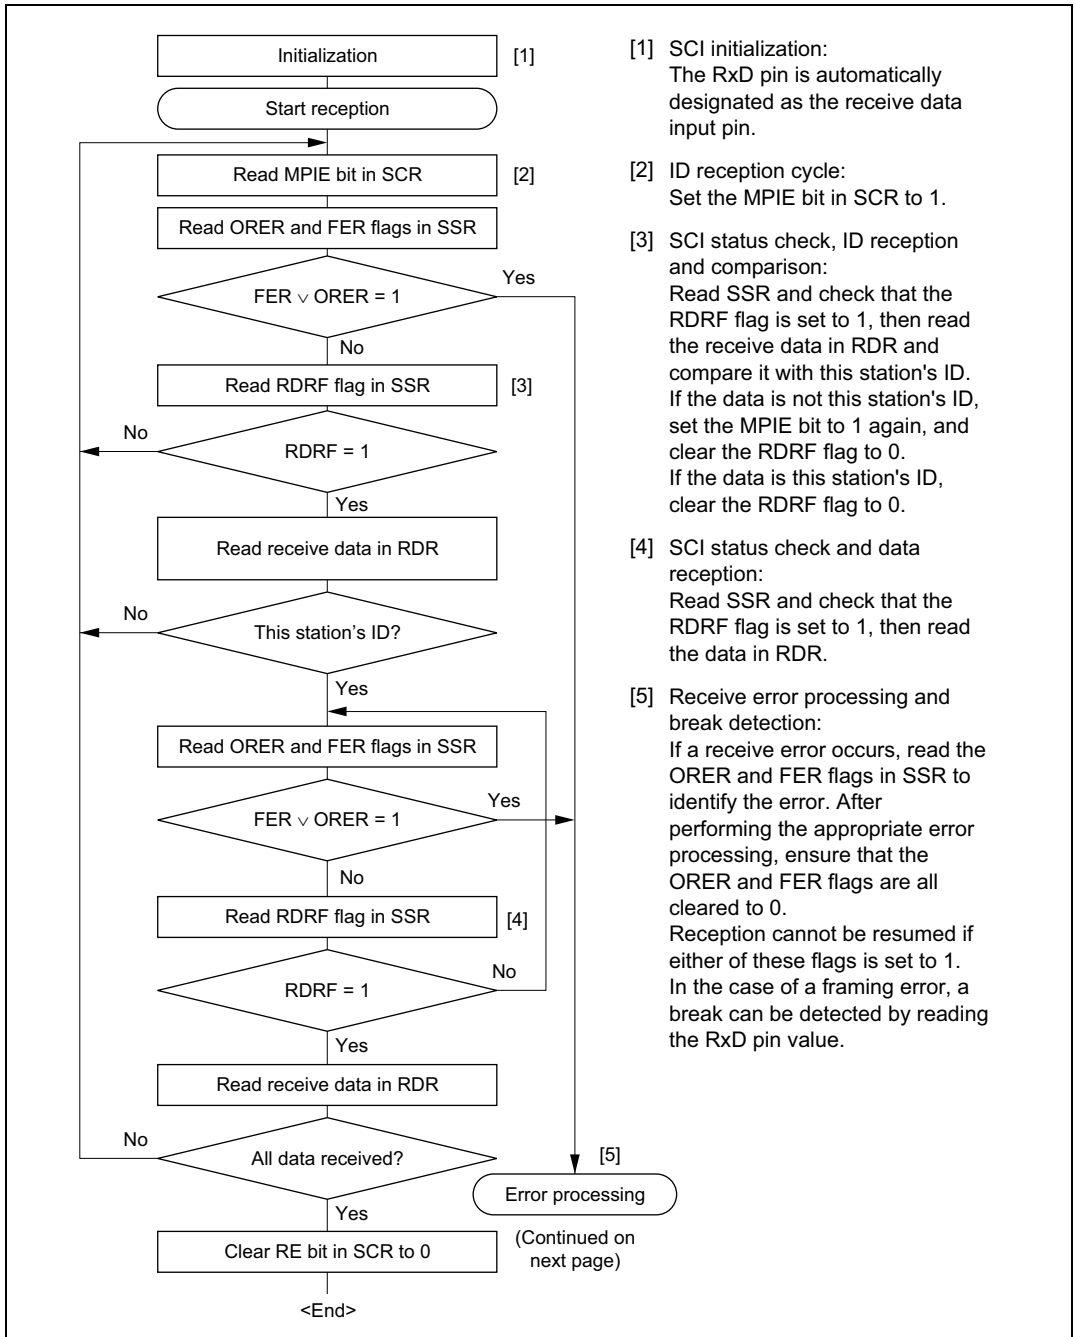 Initialization [1]
Start reception
Read MPIE bit in SCR [2]
Read ORER and FER flags in SSR
Yes
FER ∨ ORER = 1
No
Read RDRF flag in SSR [3]
No
RDRF = 1
Yes
Read receive data in RDR
No
This station's ID?
Yes
Read ORER and FER flags in SSR
Yes
FER ∨ ORER = 1
No
Read RDRF flag in SSR [4]
No
RDRF = 1
Yes
Read receive data in RDR
No
All data received?
[5]
Error processing
Yes
(Continued on
next page)
Clear RE bit in SCR to 0
<End>
[1] SCI initialization:
The RxD pin is automatically
designated as the receive data
input pin.
[2] ID reception cycle:
Set the MPIE bit in SCR to 1.
[3] SCI status check, ID reception
and comparison:
Read SSR and check that the
RDRF flag is set to 1, then read
the receive data in RDR and
compare it with this station's ID.
If the data is not this station's ID,
set the MPIE bit to 1 again, and
clear the RDRF flag to 0.
If the data is this station's ID,
clear the RDRF flag to 0.
[4] SCI status check and data
reception:
Read SSR and check that the
RDRF flag is set to 1, then read
the data in RDR.
[5] Receive error processing and
break detection:
If a receive error occurs, read the
ORER and FER flags in SSR to
identify the error. After
performing the appropriate error
processing, ensure that the
ORER and FER flags are all
cleared to 0.
Reception cannot be resumed if
either of these flags is set to 1.
In the case of a framing error, a
break can be detected by reading
the RxD pin value.